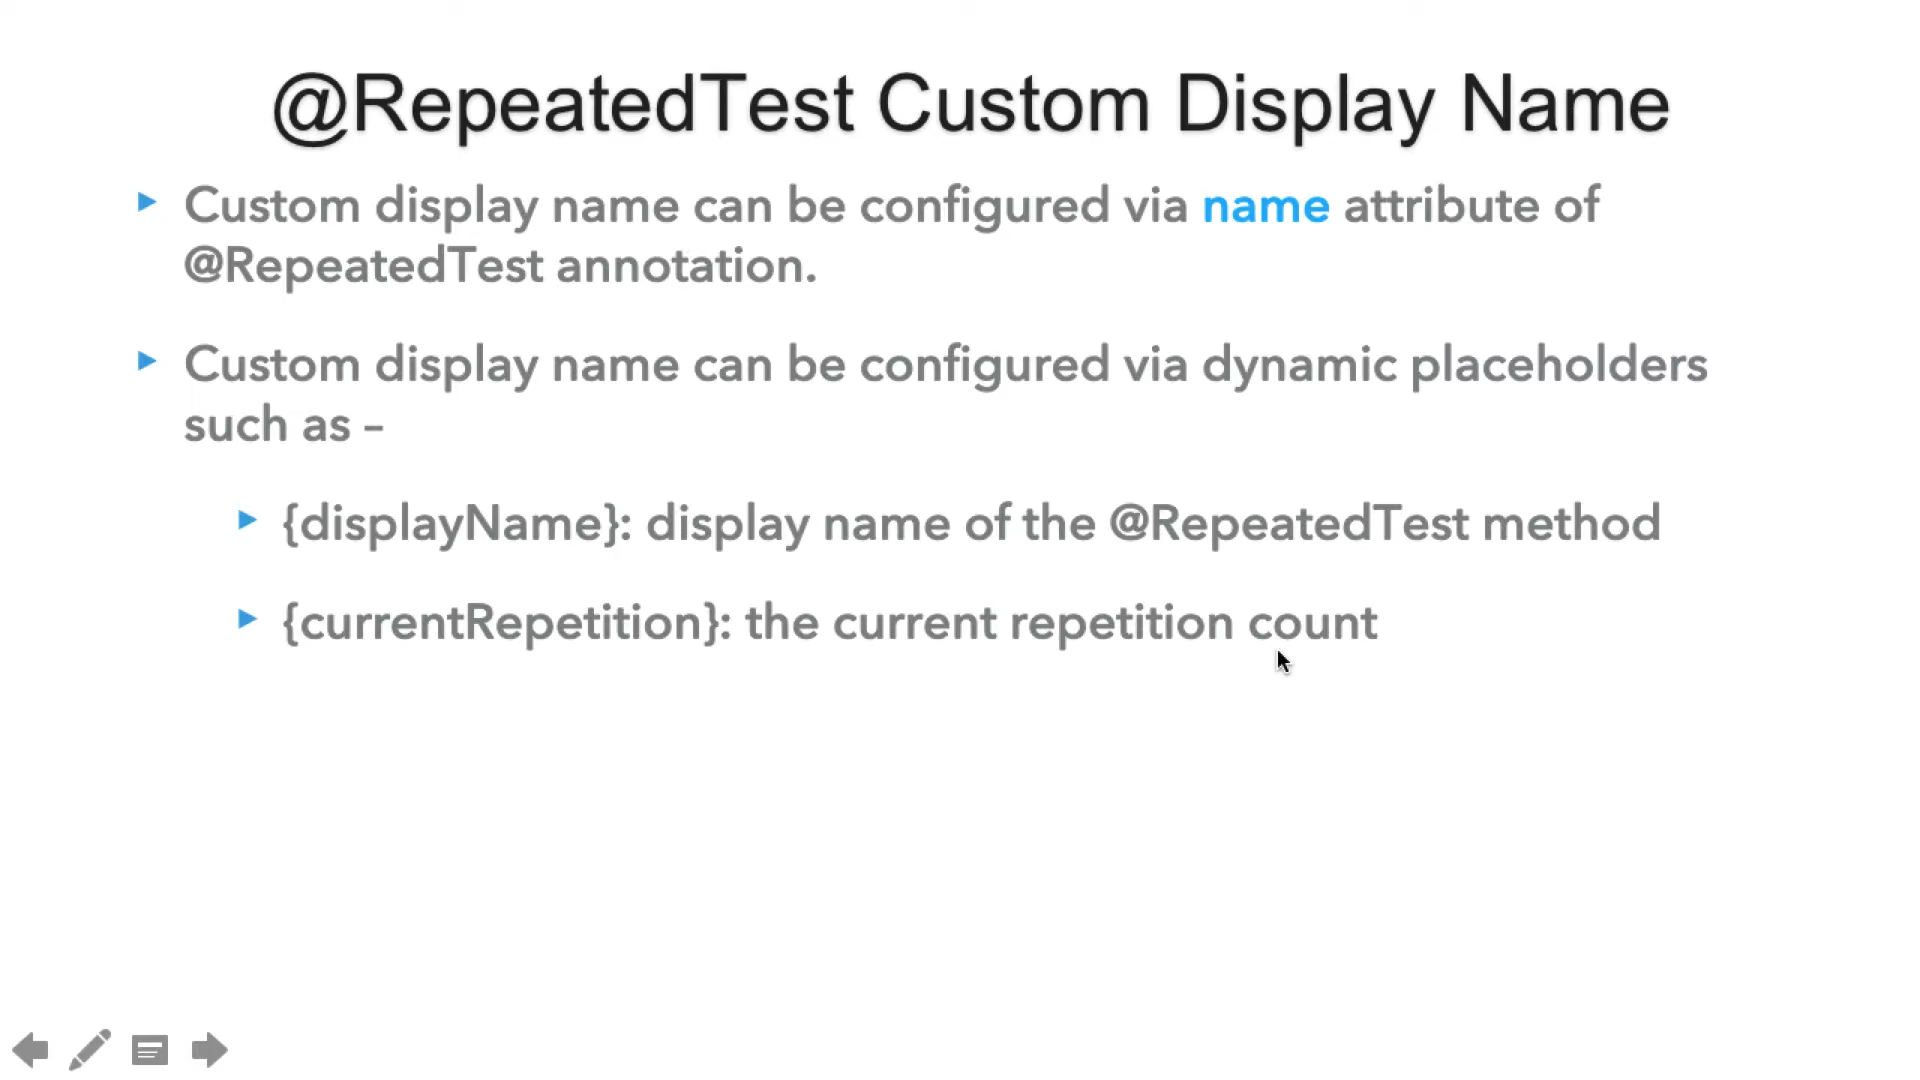 @RepeatedTest Custom Display Name
Custom display name can be configured via name attribute of
@RepeatedTest annotation.
Custom display name can be configured via dynamic placeholders
such as –
{displayName}: display name of the @RepeatedTest method
{currentRepetition}: the current repetition count